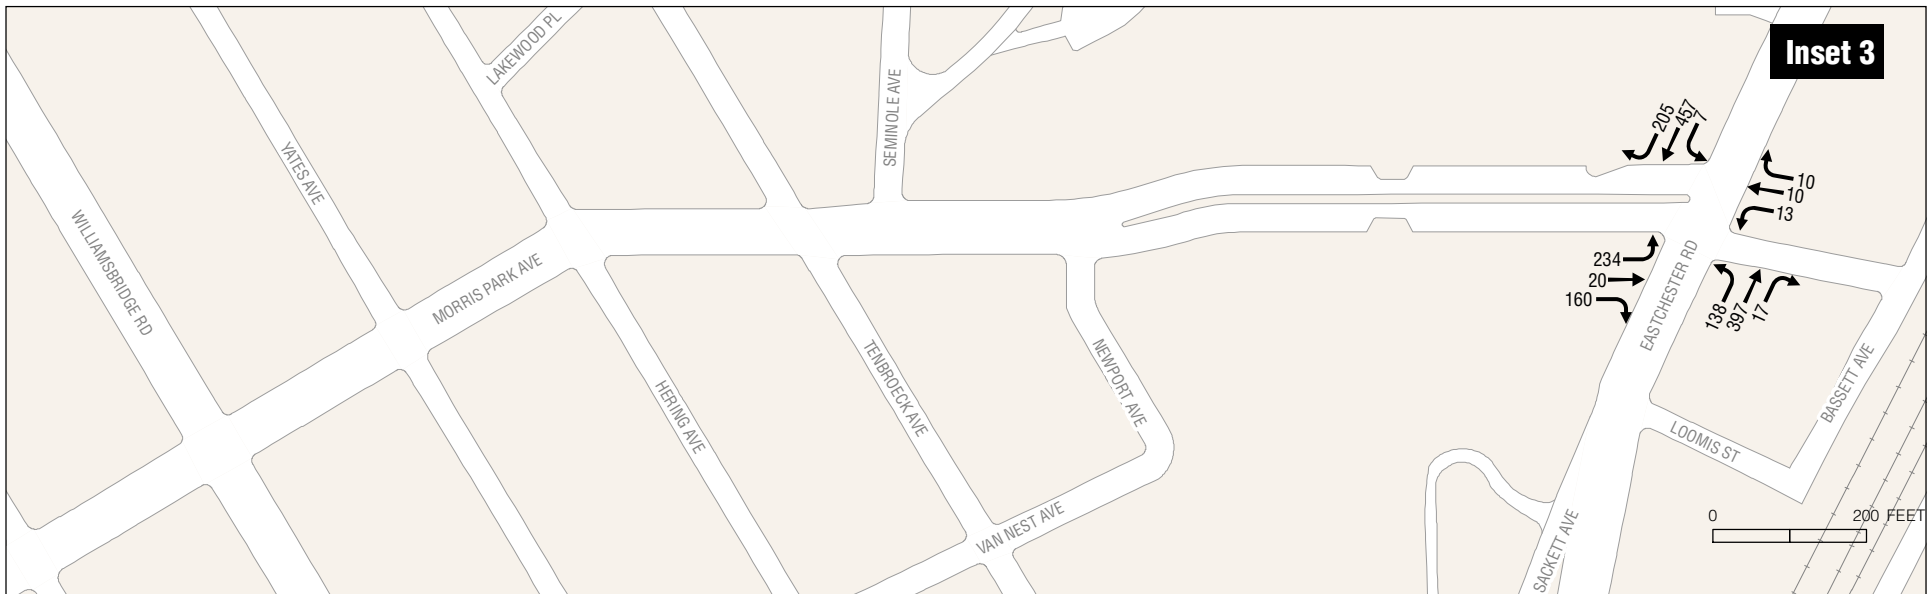 Inset 3
LAKEWOOD PL
SEMINOLE AVE
YATES AVE
WILLIAMSBRIDGE RD
MORRIS PARK AVE
HERING AVE
TENBROECK AVE
NEWPORT AVE
VAN NEST AVE
EASTCHESTER RD
BASSETT AVE
LOOMIS ST
SACKETT AVE
205
457
7
10
10
13
234
20
160
138
397
17
0 200 FEET